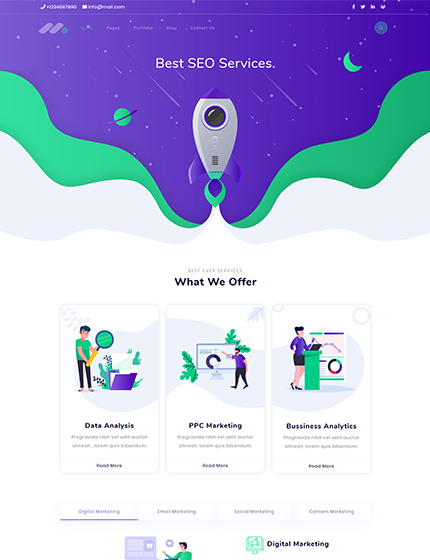 +1234567890 info@mail.com
Home Pages Portfolio Blog Contact Us
Best SEO Services.
BEST EVER SERVICES
What We Offer
Data Analysis
Progravida nibh vel velit auctor
alinean , lorem quis bibendum.
Read More
PPC Marketing
Progravida nibh vel velit auctor
alinean , lorem quis bibendum.
Read More
Bussiness Analytics
Progravida nibh vel velit auctor
alinean , lorem quis bibendum.
Read More
Digital Marketing Email Marketing Social Marketing Content Marketing
Digital Marketing